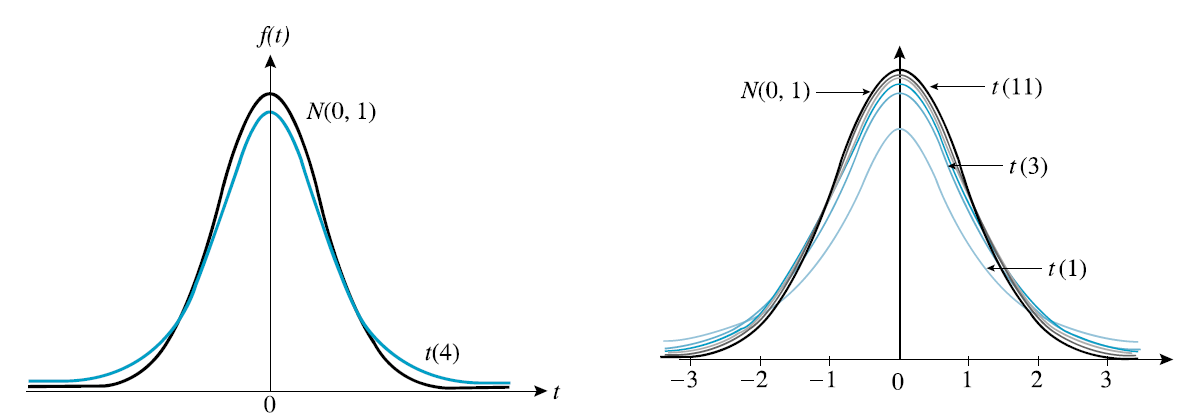 f(t)
N(0, 1)
t(4)
t
0
N(0, 1)
t(11)
t(3)
t(1)
−3 −2 −1 0 1 2 3